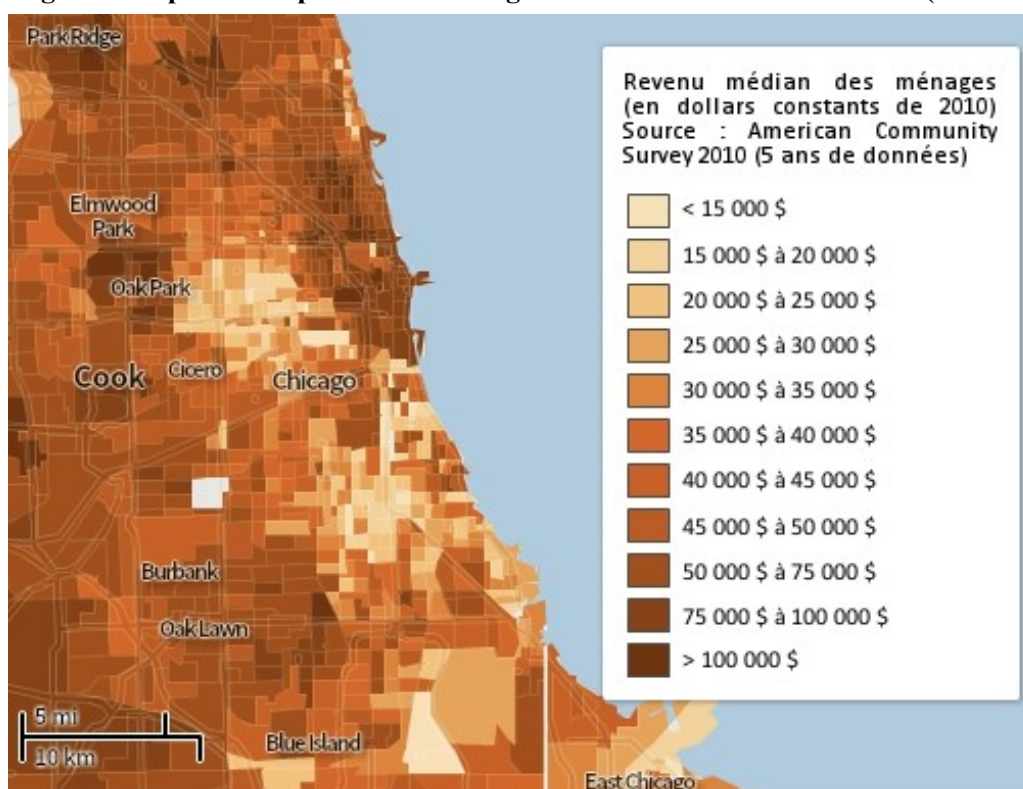 Park Ridge
Elmwood
Park
Oak Park
Cook
Cicero
Chicago
Burbank
Oak Lawn
Blue Island
East Chicago
5 mi
10 km
Revenu médian des ménages
(en dollars constants de 2010)
Source : American Community
Survey 2010 (5 ans de données)
< 15 000 $
15 000 $ à 20 000 $
20 000 $ à 25 000 $
25 000 $ à 30 000 $
30 000 $ à 35 000 $
35 000 $ à 40 000 $
40 000 $ à 45 000 $
45 000 $ à 50 000 $
50 000 $ à 75 000 $
75 000 $ à 100 000 $
> 100 000 $